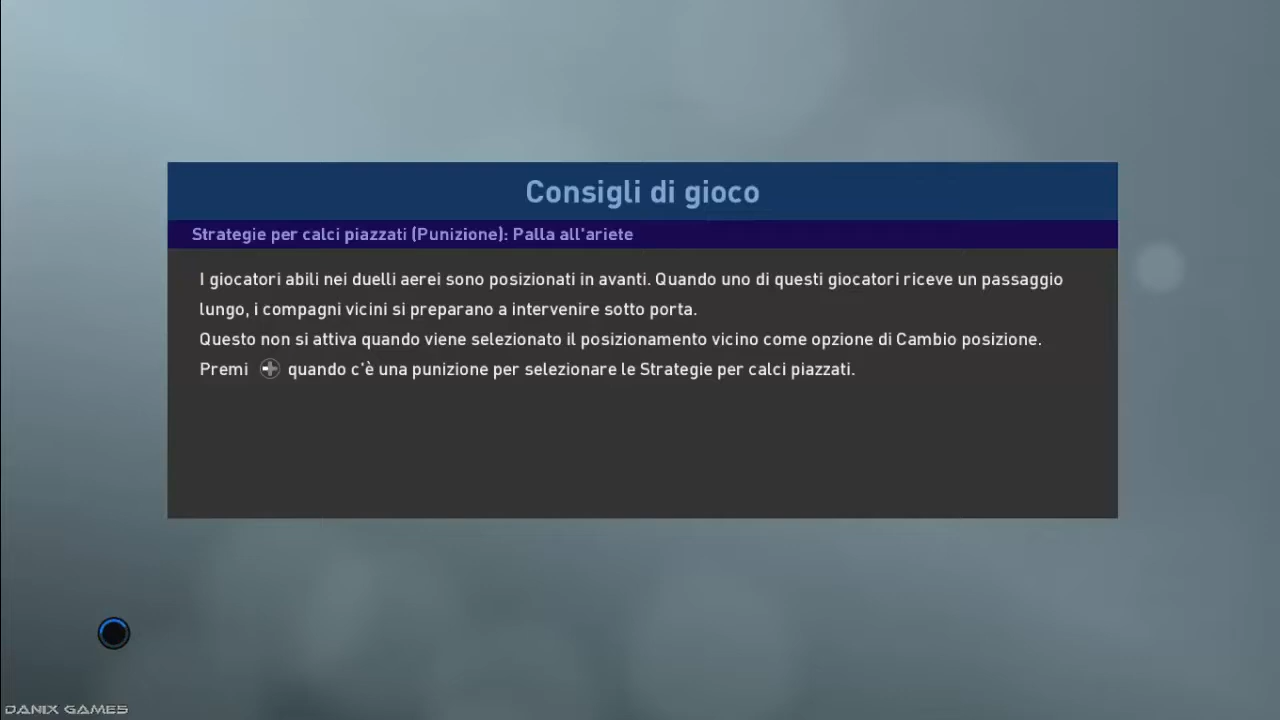 Consigli di gioco
Strategie per calci piazzati (Punizione): Palla all'ariete
I giocatori abili nei duelli aerei sono posizionati in avanti. Quando uno di questi giocatori riceve un passaggio
lungo, i compagni vicini si preparano a intervenire sotto porta.
Questo non si attiva quando viene selezionato il posizionamento vicino come opzione di Cambio posizione.
Premi quando c'è una punizione per selezionare le Strategie per calci piazzati.
DANIX GAMES